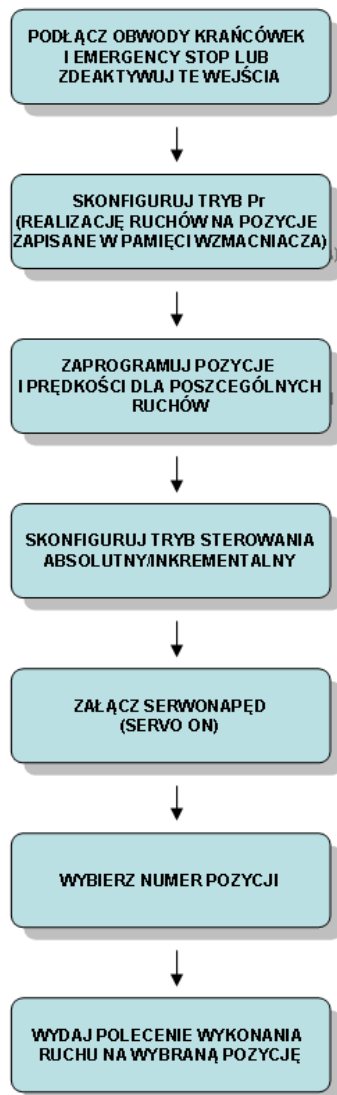 PODŁĄCZ OBWODY KRAŃCÓWEK
I EMERGENCY STOP LUB
ZDEAKTYWUJ TE WEJŚCIA
SKONFIGURUJ TRYB Pr
(REALIZACJĘ RUCHÓW NA POZYCJE
ZAPISANE W PAMIĘCI WZMACNIACZA)
ZAPROGRAMUJ POZYCJE
I PRĘDKOŚCI DLA POSZCEGÓLNYCH
RUCHÓW
SKONFIGURUJ TRYB STEROWANIA
ABSOLUTNY/INKREMENTALNY
ZAŁĄCZ SERWONAPĘD
(SERVO ON)
WYBIERZ NUMER POZYCJI
WYDAJ POLECENIE WYKONANIA
RUCHU NA WYBRANĄ POZYCJĘ